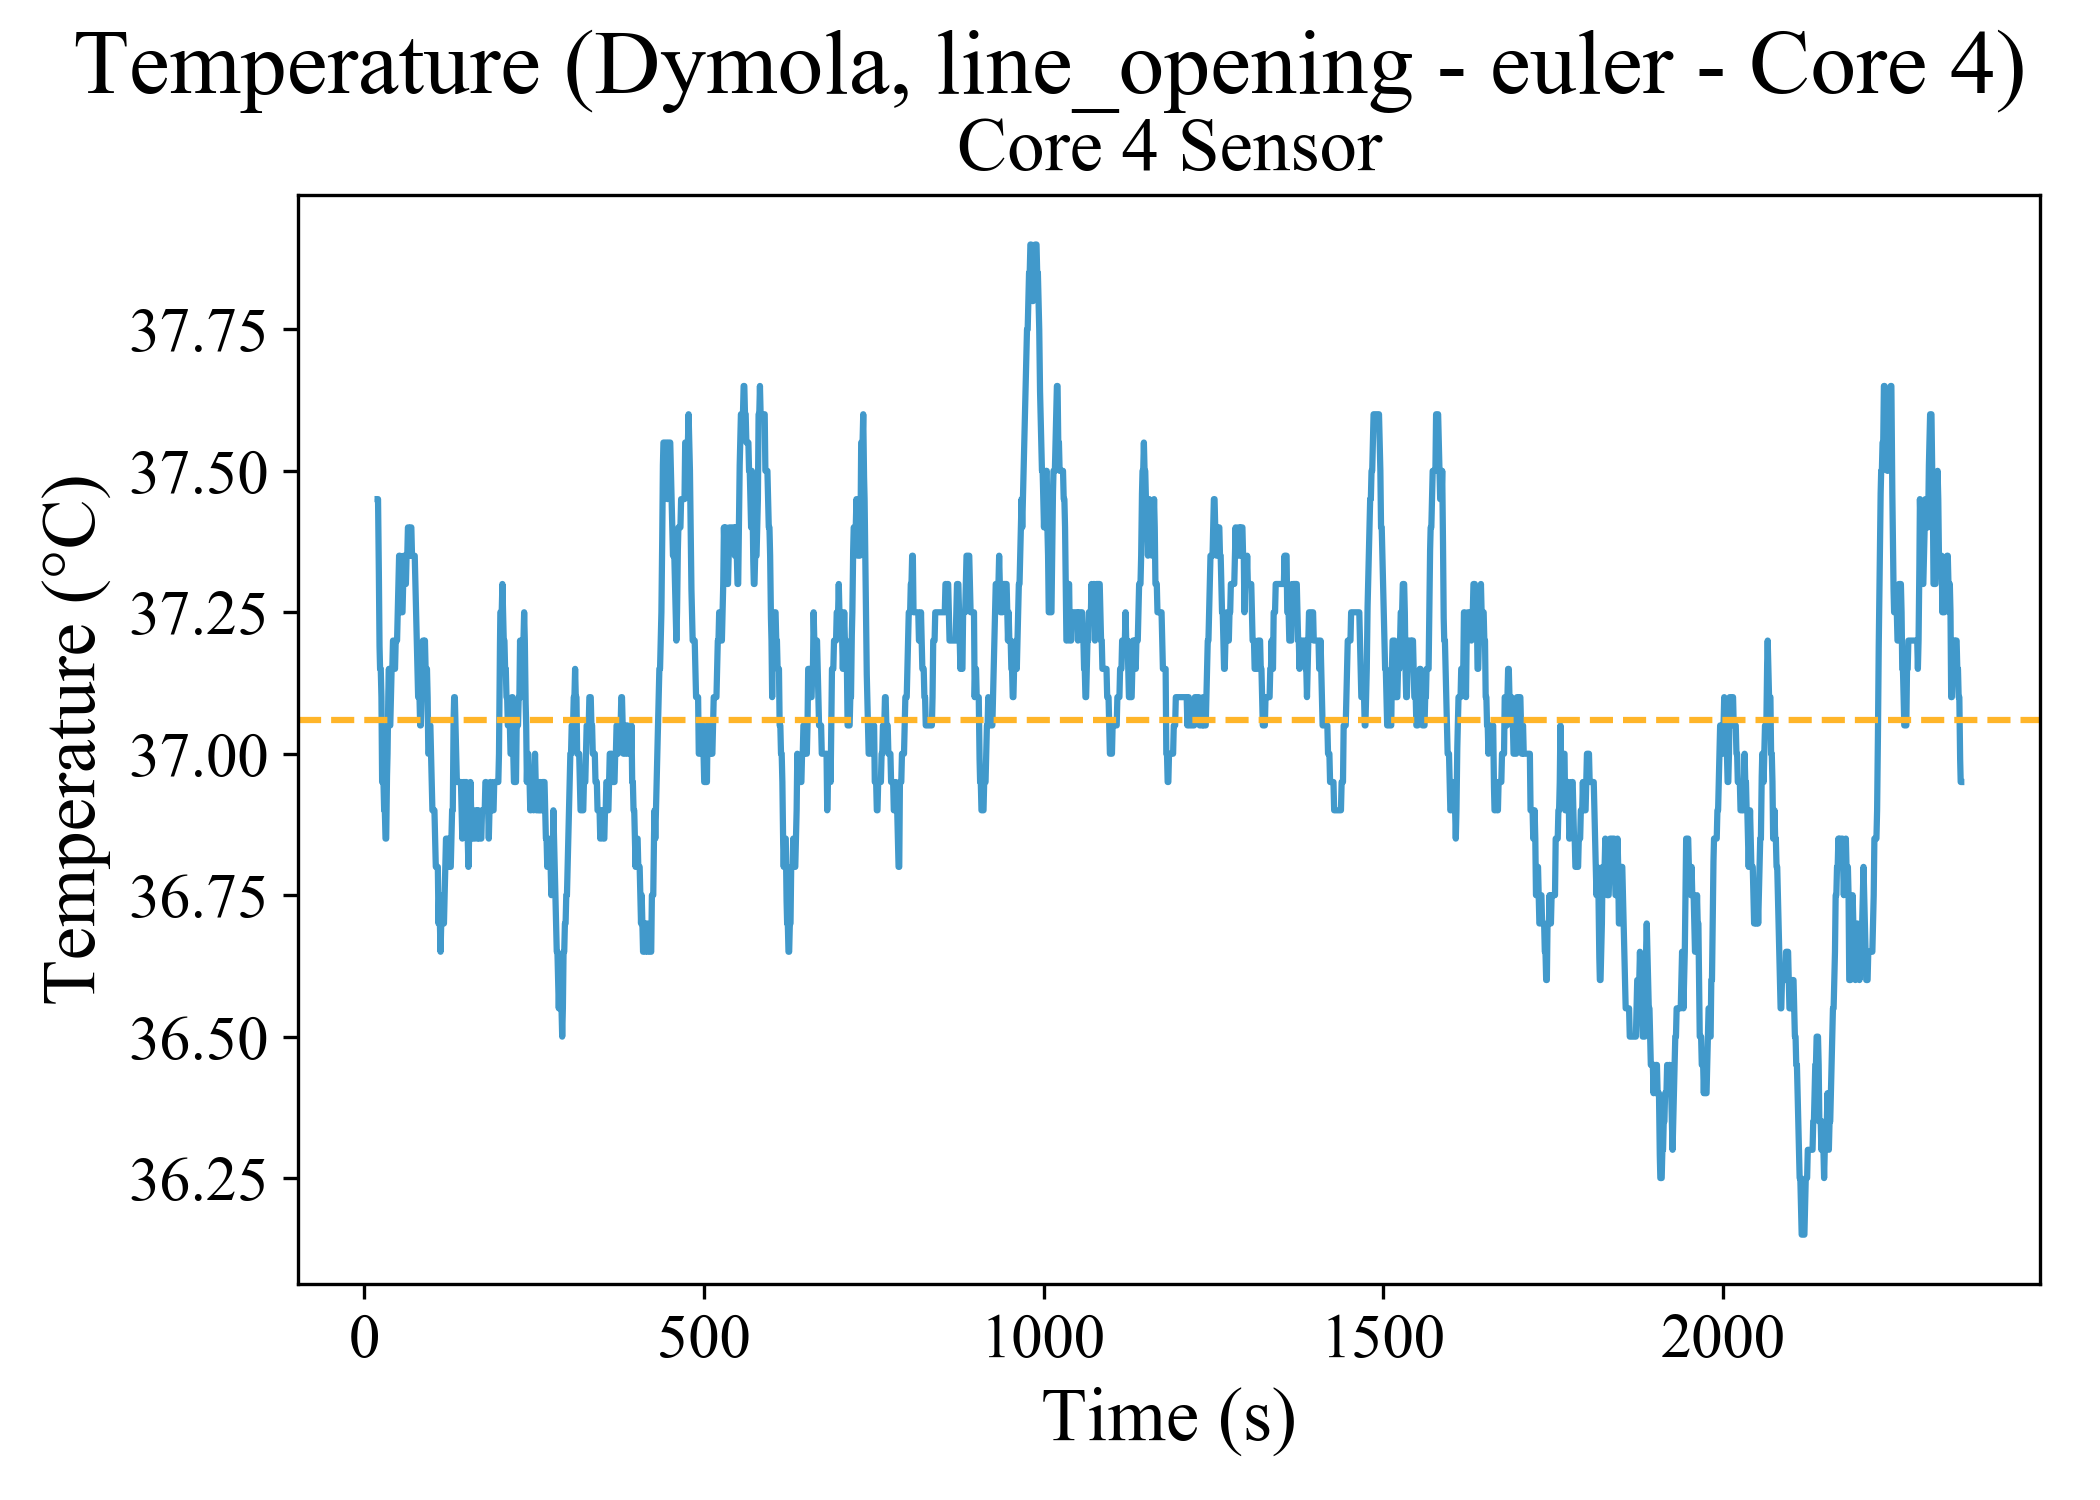 Temperature (Dymola, line_opening - euler - Core 4)
Core 4 Sensor
Temperature (°C)
37.75
37.50
37.25
37.00
36.75
36.50
36.25
0 500 1000 1500 2000
Time (s)